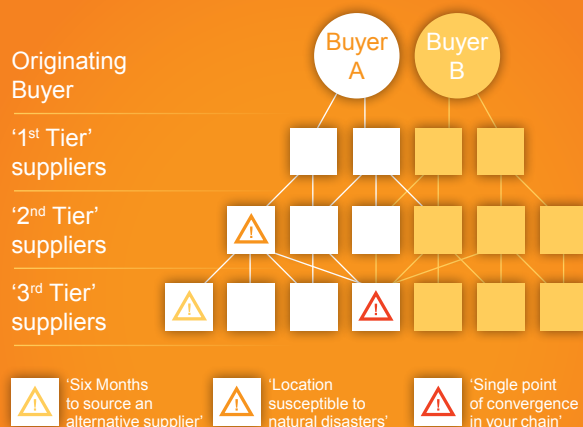 Buyer
A
Buyer
B
Originating
Buyer
‘1st Tier’
suppliers
‘2nd Tier’
suppliers
‘3rd Tier’
suppliers
‘Six Months
to source an
alternative supplier’
‘Location
susceptible to
natural disasters’
‘Single point
of convergence
in your chain’